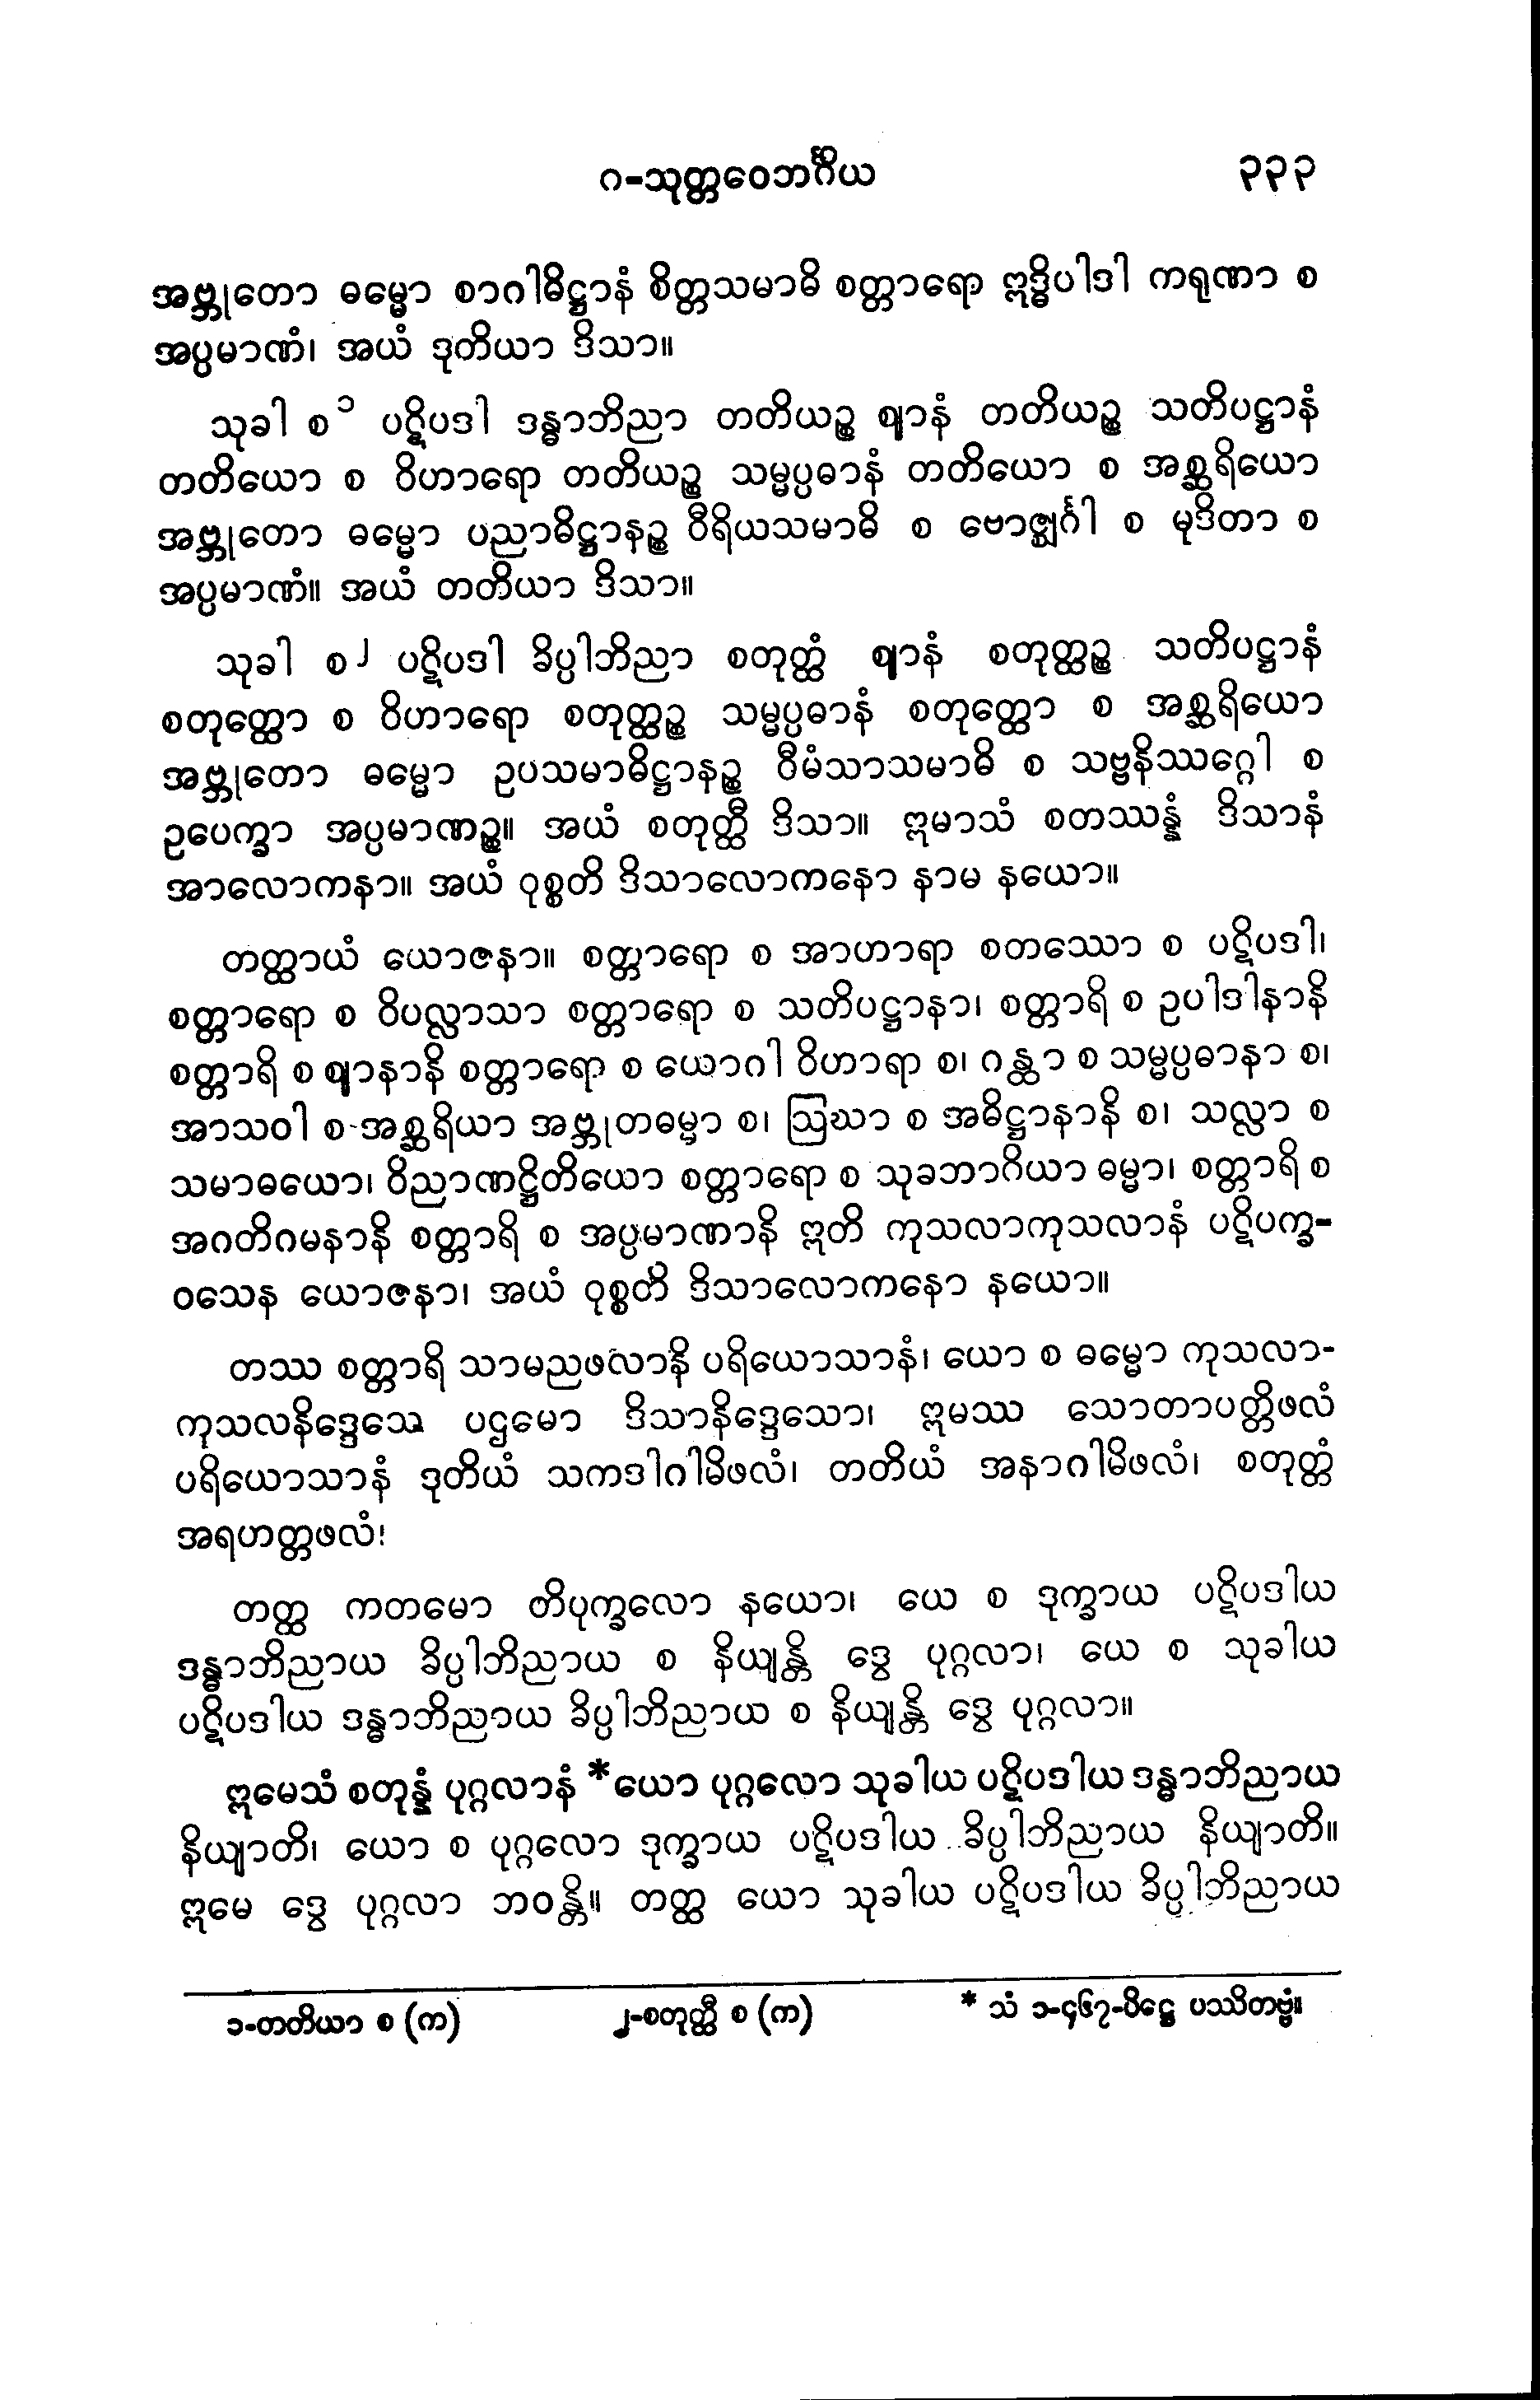 ဂ-သုတ္တဝေဘင်္ဂိယ ၃၃၃
အဗ္ဘုတော ဓမ္မော စာဂါဓိဋ္ဌာနံ စိတ္တသမာဓိ စတ္တာရော ဣဒ္ဓိပါဒါ ကရုဏာ စ
အပ္ပမာဏံ၊ အယံ ဒုတိယာ ဒိသာ။
သုခါ စ၁ ပဋိပဒါ ဒန္ဓာဘိညာ တတိယဉ္စ ဈာနံ တတိယဉ္စ သတိပဋ္ဌာနံ
တတိယော စ ဝိဟာရော တတိယဉ္စ သမ္မပ္ပဓာနံ တတိယော စ အစ္ဆရိယော
အဗ္ဘုတော ဓမ္မော ပညာဓိဋ္ဌာနဉ္စ ဝီရိယသမာဓိ စ ဗောဇ္ဈင်္ဂါ စ မုဒိတာ စ
အပ္ပမာဏံ။ အယံ တတိယာ ဒိသာ။
သုခါ စ၂ ပဋိပဒါ ခိပ္ပါဘိညာ စတုတ္ထံ ဈာနံ စတုတ္ထဉ္စ သတိပဋ္ဌာနံ
စတုတ္ထော စ ဝိဟာရော စတုတ္ထဉ္စ သမ္မပ္ပဓာနံ စတုတ္ထော စ အစ္ဆရိယော
အဗ္ဘုတော ဓမ္မော ဥပသမာဓိဋ္ဌာနဉ္စ ဝီမံသာသမာဓိ စ သဗ္ဗနိဿဂ္ဂေါ စ
ဥပေက္ခာ အပ္ပမာဏဉ္စ။ အယံ စတုတ္ထီ ဒိသာ။ ဣမာသံ စတဿန္နံ ဒိသာနံ
အာလောကနာ။ အယံ ဝုစ္စတိ ဒိသာလောကနော နာမ နယော။
တတ္ထာယံ ယောဇနာ။ စတ္တာရော စ အာဟာရာ စတဿော စ ပဋိပဒါ၊
စတ္တာရော စ ဝိပလ္လာသာ စတ္တာရော စ သတိပဋ္ဌာနာ၊ စတ္တာရိ စ ဥပါဒါနာနိ
စတ္တာရိ စ ဈာနာနိ စတ္တာရော စ ယောဂါ ဝိဟာရာ စ၊ ဂန္ထာ စ သမ္မပ္ပဓာနာ စ၊
အာသဝါ စ အစ္ဆရိယာ အဗ္ဘုတဓမ္မာ စ၊ ဩဃာ စ အဓိဋ္ဌာနာနိ စ၊ သလ္လာ စ
သမာဓယော၊ ဝိညာဏဋ္ဌိတိယော စတ္တာရော စ သုခဘာဂိယာ ဓမ္မာ၊ စတ္တာရိ စ
အဂတိဂမနာနိ စတ္တာရိ စ အပ္ပမာဏာနိ ဣတိ ကုသလာကုသလာနံ ပဋိပက္ခ-
ဝသေန ယောဇနာ၊ အယံ ဝုစ္စတိ ဒိသာလောကနော နယော။
တဿ စတ္တာရိ သာမညဖလာနိ ပရိယောသာနံ၊ ယော စ ဓမ္မော ကုသလာ-
ကုသလနိဒ္ဒေသေ ပဌမော ဒိသာနိဒ္ဒေသော၊ ဣမဿ သောတာပတ္တိဖလံ
ပရိယောသာနံ ဒုတိယံ သကဒါဂါမိဖလံ၊ တတိယံ အနာဂါမိဖလံ၊ စတုတ္တံ
အရဟတ္တဖလံ၊
တတ္ထ ကတမော တိပုက္ခလော နယော၊ ယေ စ ဒုက္ခာယ ပဋိပဒါယ
ဒန္ဓာဘိညာယ ခိပ္ပါဘိညာယ စ နိယျန္တိ ဒွေ ပုဂ္ဂလာ၊ ယေ စ သုခါယ
ပဋိပဒါယ ဒန္ဓာဘိညာယ ခိပ္ပါဘိညာယ စ နိယျန္တိ ဒွေ ပုဂ္ဂလာ။
ဣမေသံ စတုန္နံ ပုဂ္ဂလာနံ *ယော ပုဂ္ဂလော သုခါယ ပဋိပဒါယ ဒန္ဓာဘိညာယ
နိယျာတိ၊ ယော စ ပုဂ္ဂလော ဒုက္ခာယ ပဋိပဒါယ ခိပ္ပါဘိညာယ နိယျာတိ။
ဣမေ ဒွေ ပုဂ္ဂလာ ဘဝန္တိ။ တတ္ထ ယော သုခါယ ပဋိပဒါယ ခိပ္ပါဘိညာယ
၁-တတိယာ စ (က) ၂-စတုတ္ထီ စ (က) * သံ ၁-၄၆၇-ပိဋ္ဌေ ပဿိတဗ္ဗံ။